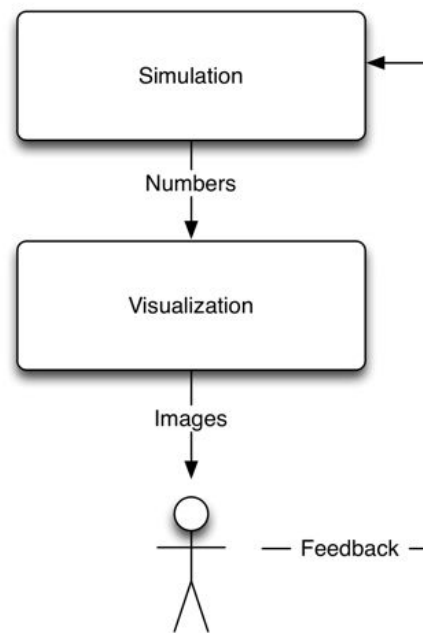 Simulation
Numbers
Visualization
Images
Feedback